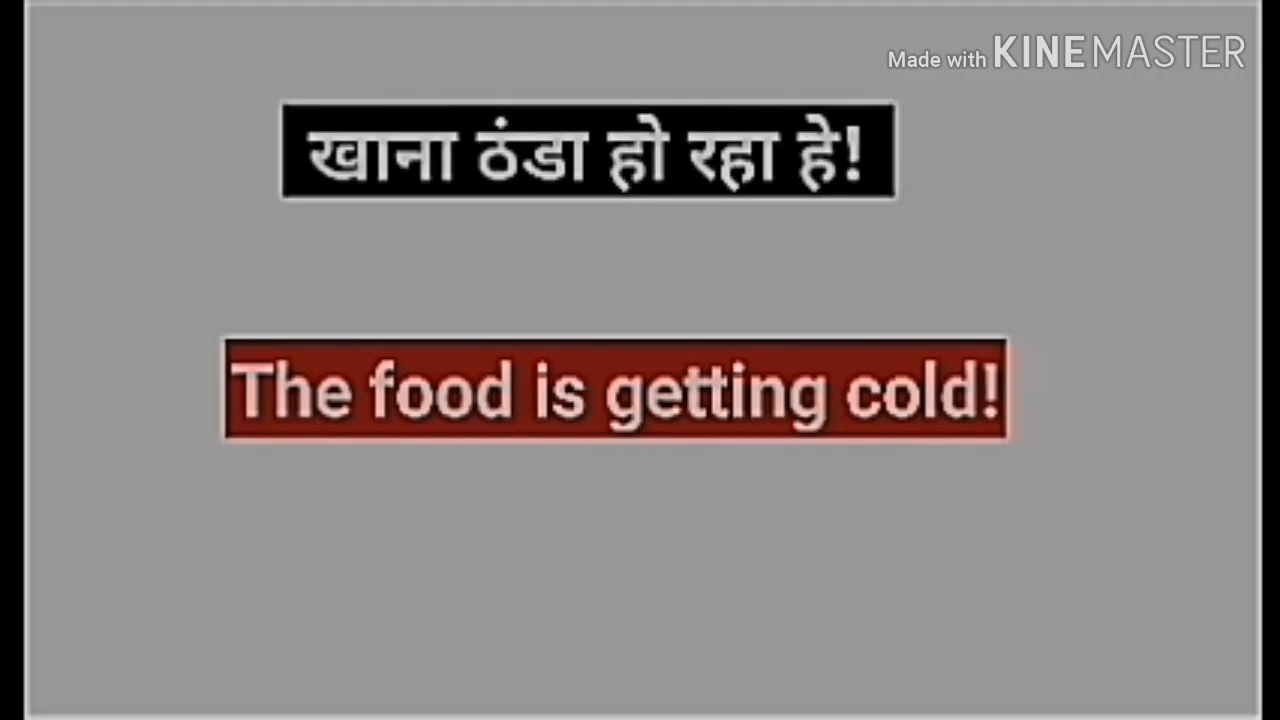 Made with KINEMASTER
खाना ठंडा हो रहा हे!
The food is getting cold!